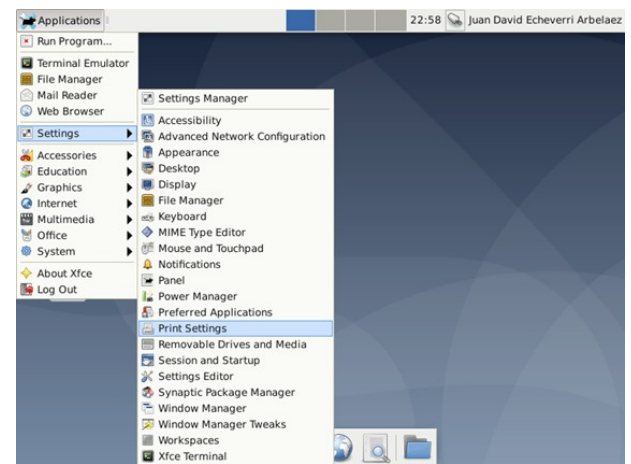 Applications
22:58
Juan David Echeverri Arbelaez
Run Program...
Terminal Emulator
File Manager
Mail Reader
Web Browser
Settings
Accessories
Education
Graphics
Internet
Multimedia
Office
System
About Xfce
Log Out
Settings Manager
Accessibility
Advanced Network Configuration
Appearance
Desktop
Display
File Manager
Keyboard
MIME Type Editor
Mouse and Touchpad
Notifications
Panel
Power Manager
Preferred Applications
Print Settings
Removable Drives and Media
Session and Startup
Settings Editor
Synaptic Package Manager
Window Manager
Window Manager Tweaks
Workspaces
Xfce Terminal